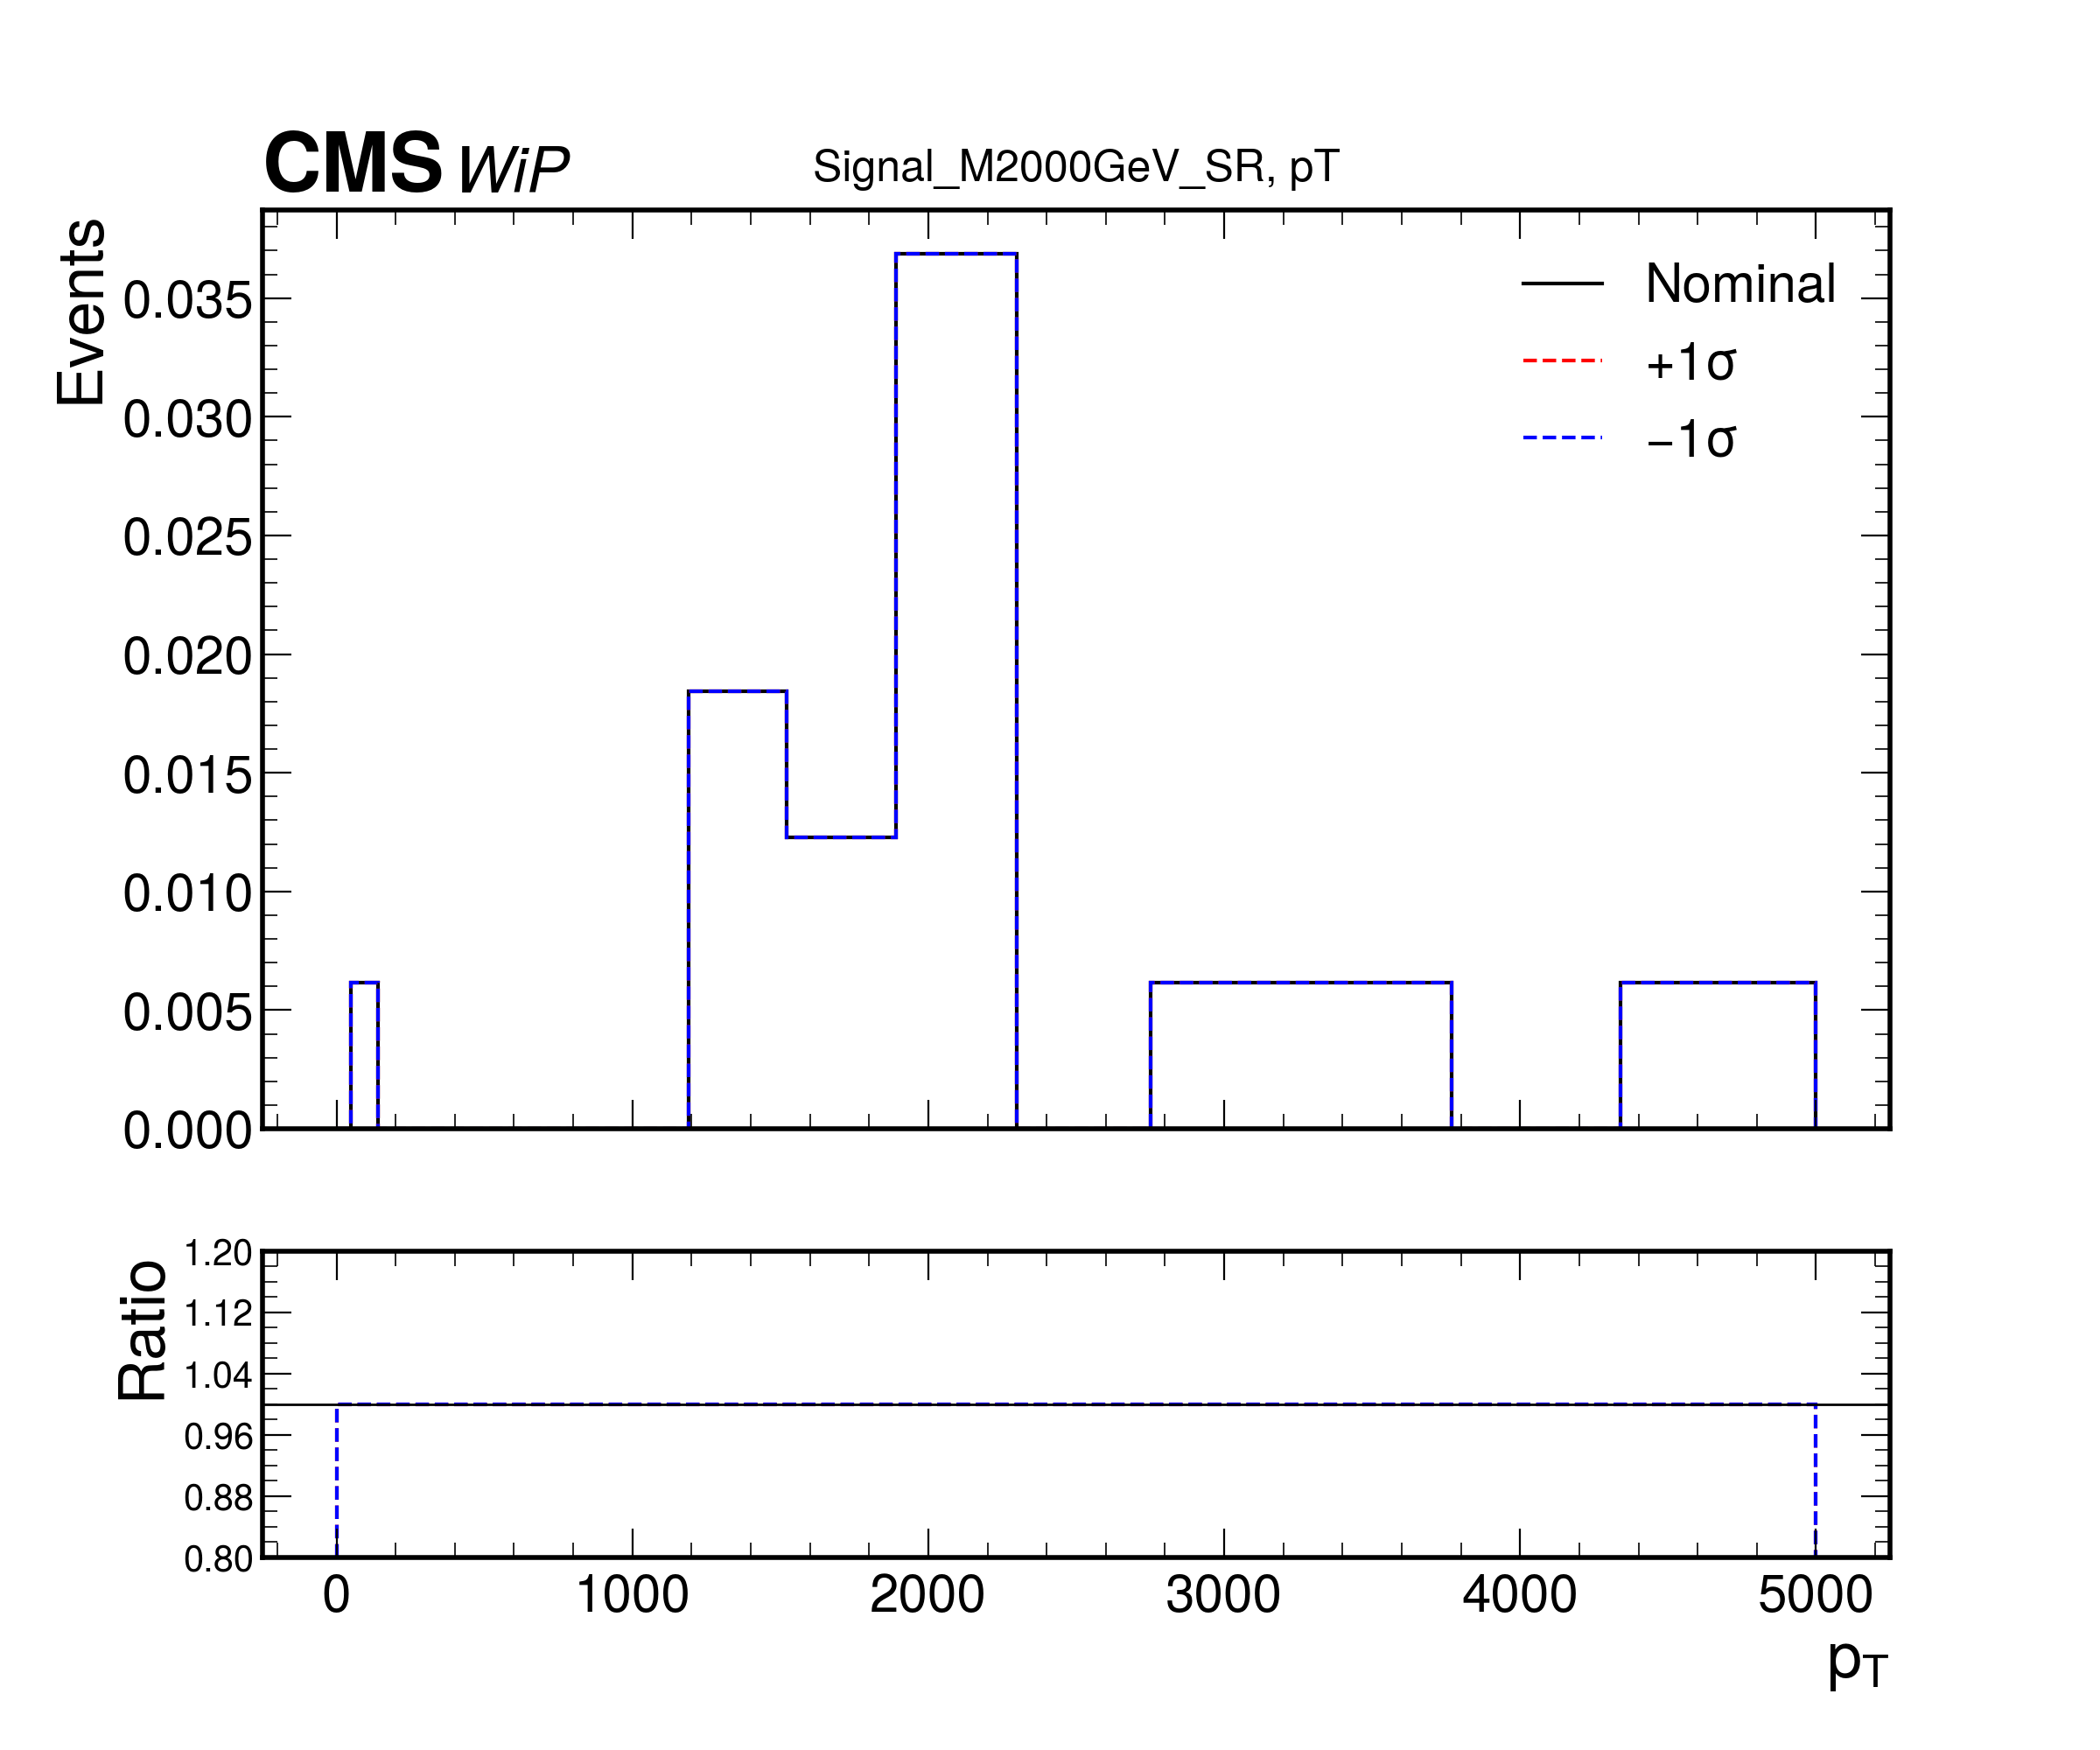 CMS WiP
Signal_M2000GeV_SR, pT
Events
0.035
0.030
0.025
0.020
0.015
0.010
0.005
0.000
Nominal
+1σ
−1σ
Ratio
1.20
1.12
1.04
0.96
0.88
0.80
0 1000 2000 3000 4000 5000
pT